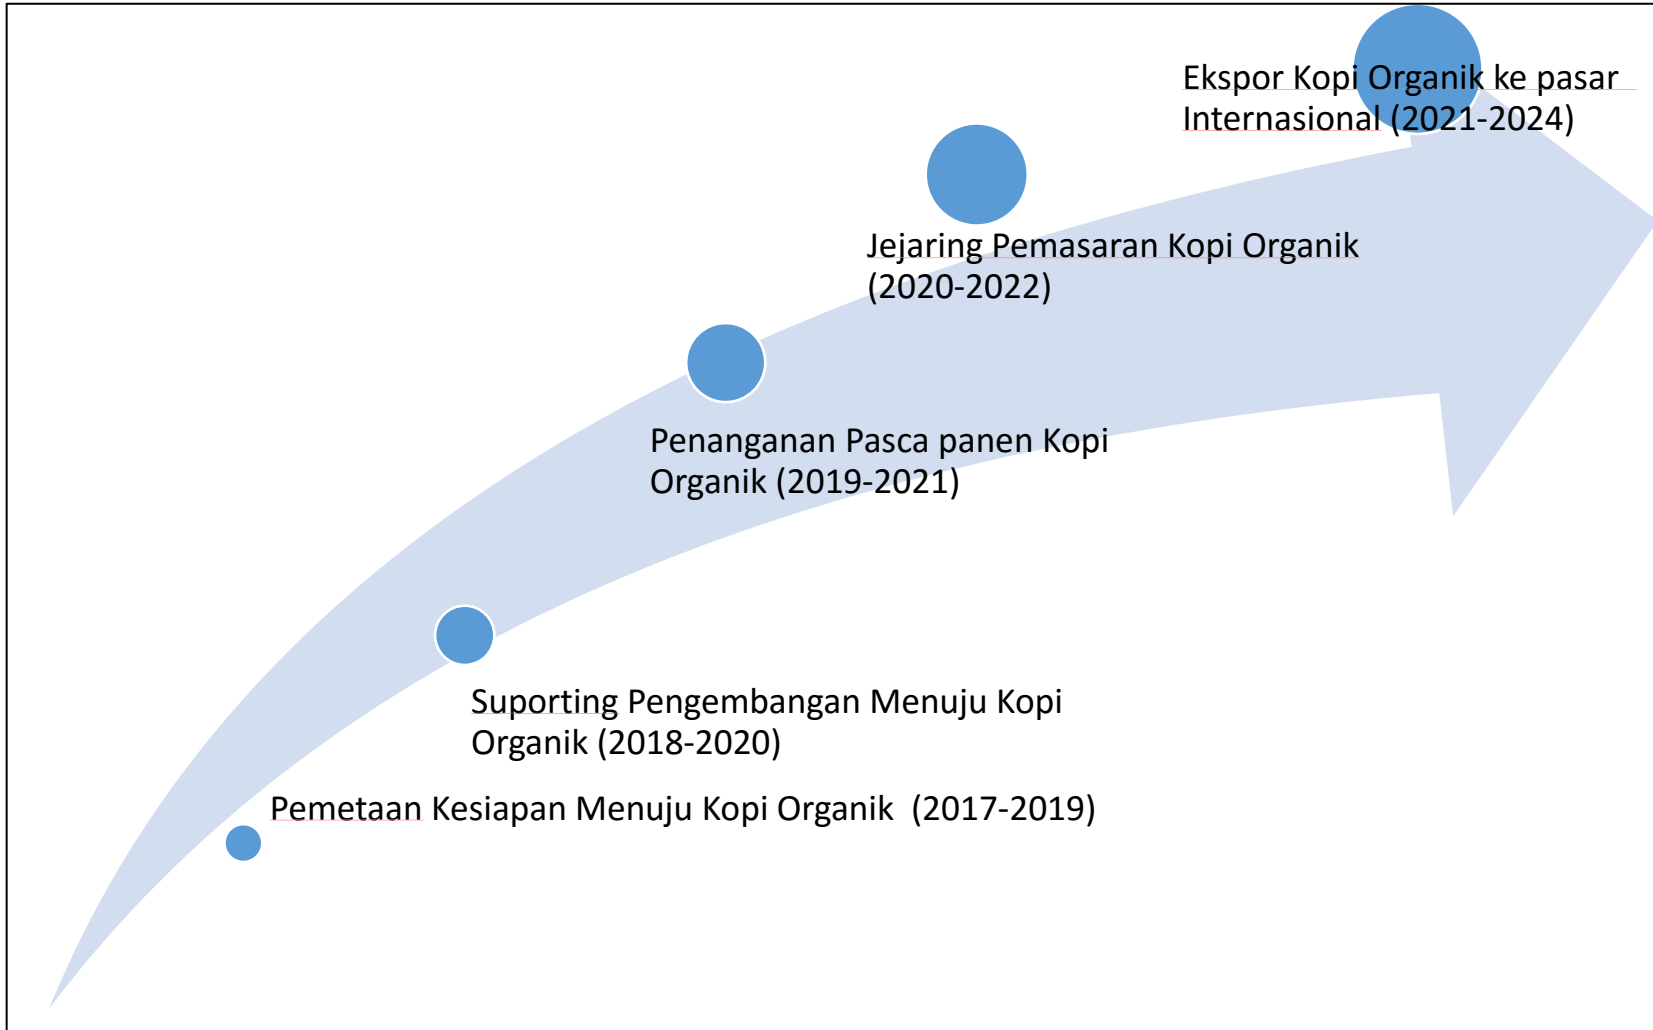 Ekspor Kopi Organik ke pasar
Internasional (2021-2024)
Jejaring Pemasaran Kopi Organik
(2020-2022)
Penanganan Pasca panen Kopi
Organik (2019-2021)
Suporting Pengembangan Menuju Kopi
Organik (2018-2020)
Pemetaan Kesiapan Menuju Kopi Organik (2017-2019)